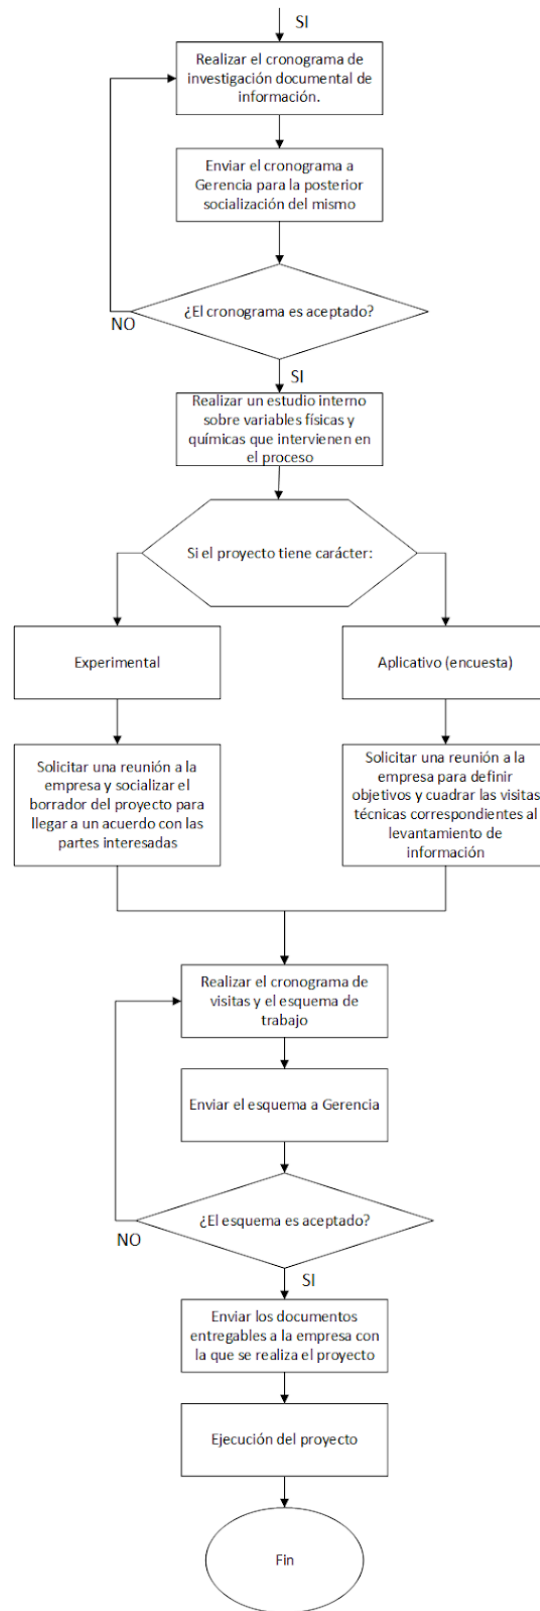 SI
Realizar el cronograma de
investigación documental de
información.
Enviar el cronograma a
Gerencia para la posterior
socialización del mismo
¿El cronograma es aceptado?
NO
SI
Realizar un estudio interno
sobre variables físicas y
químicas que intervienen en
el proceso
Si el proyecto tiene carácter:
Experimental
Aplicativo (encuesta)
Solicitar una reunión a la
empresa y socializar el
borrador del proyecto para
llegar a un acuerdo con las
partes interesadas
Solicitar una reunión a la
empresa para definir
objetivos y cuadrar las visitas
técnicas correspondientes al
levantamiento de
información
Realizar el cronograma de
visitas y el esquema de
trabajo
Enviar el esquema a Gerencia
¿El esquema es aceptado?
NO
SI
Enviar los documentos
entregables a la empresa con
la que se realiza el proyecto
Ejecución del proyecto
Fin